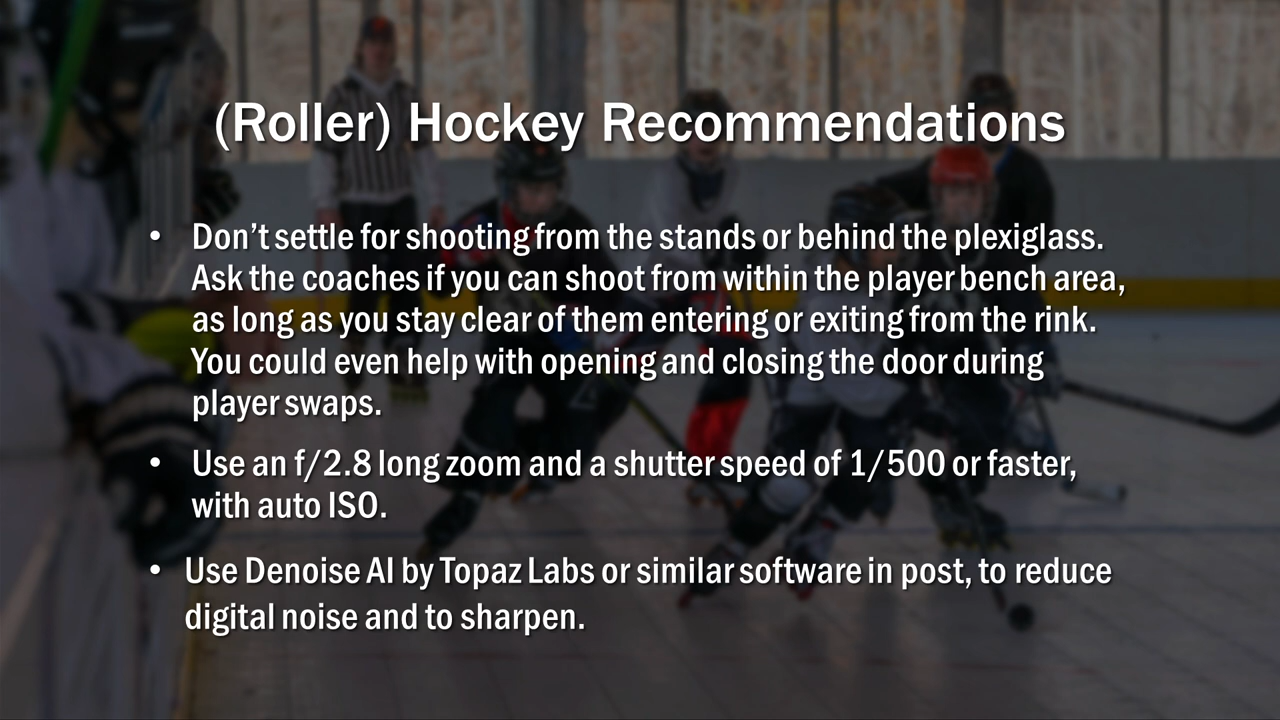 (Roller) Hockey Recommendations
• Don’t settle for shooting from the stands or behind the plexiglass.
Ask the coaches if you can shoot from within the player bench area,
as long as you stay clear of them entering or exiting from the rink.
You could even help with opening and closing the door during
player swaps.
• Use an f/2.8 long zoom and a shutter speed of 1/500 or faster,
with auto ISO.
• Use Denoise AI by Topaz Labs or similar software in post, to reduce
digital noise and to sharpen.